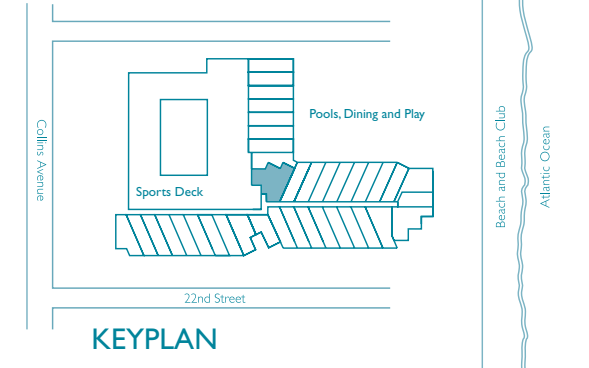 Pools, Dining and Play
Collins Avenue
Beach and Beach Club
Atlantic Ocean
Sports Deck
22nd Street
KEYPLAN